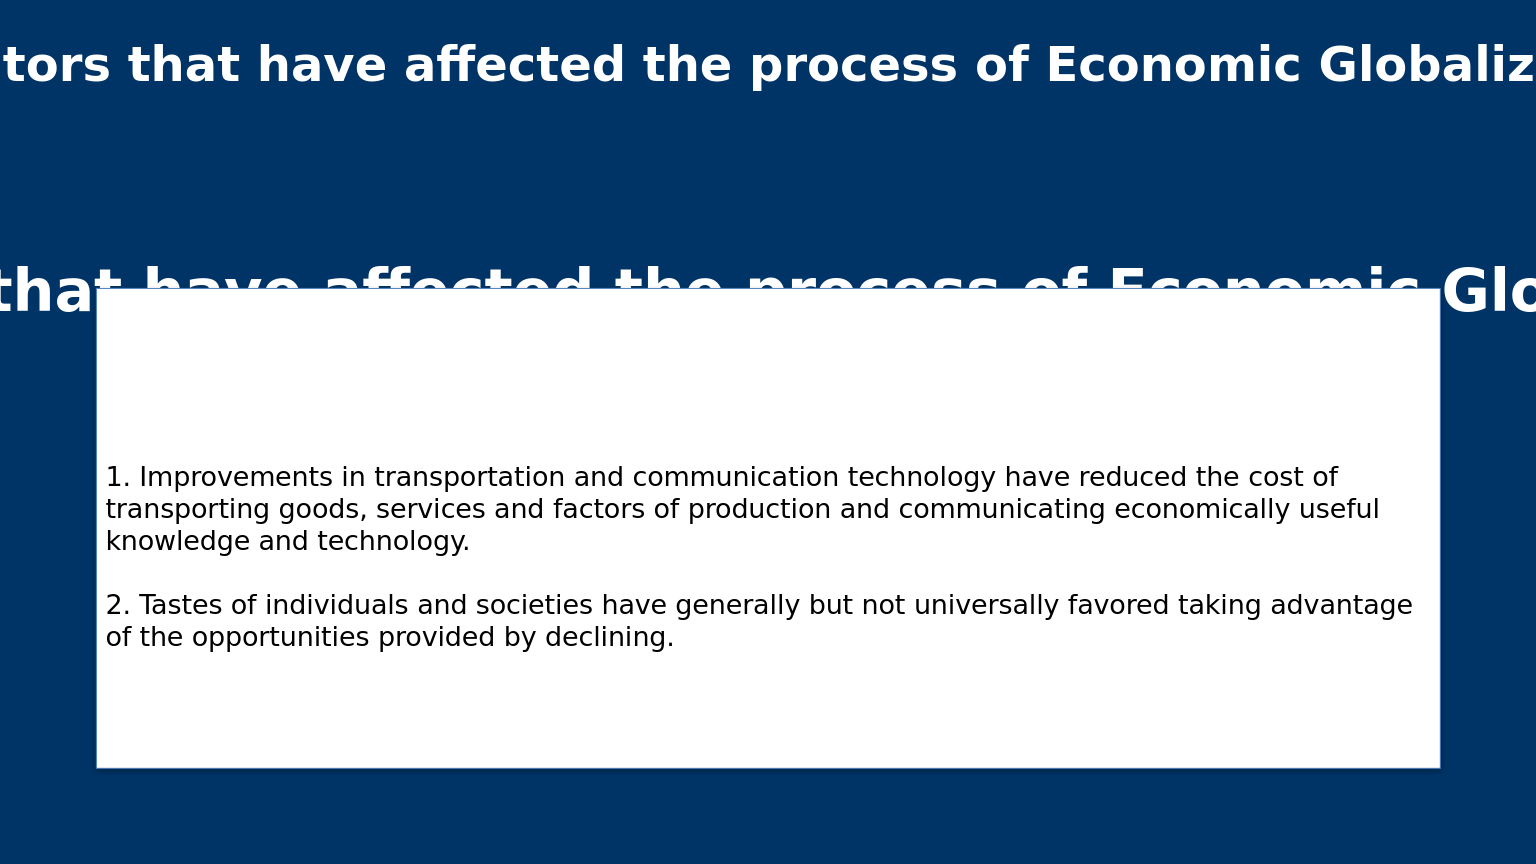 tors that have affected the process of Economic Globaliz
that have affected the process of Economic Glo
1. Improvements in transportation and communication technology have reduced the cost of
transporting goods, services and factors of production and communicating economically useful
knowledge and technology.
2. Tastes of individuals and societies have generally but not universally favored taking advantage
of the opportunities provided by declining.